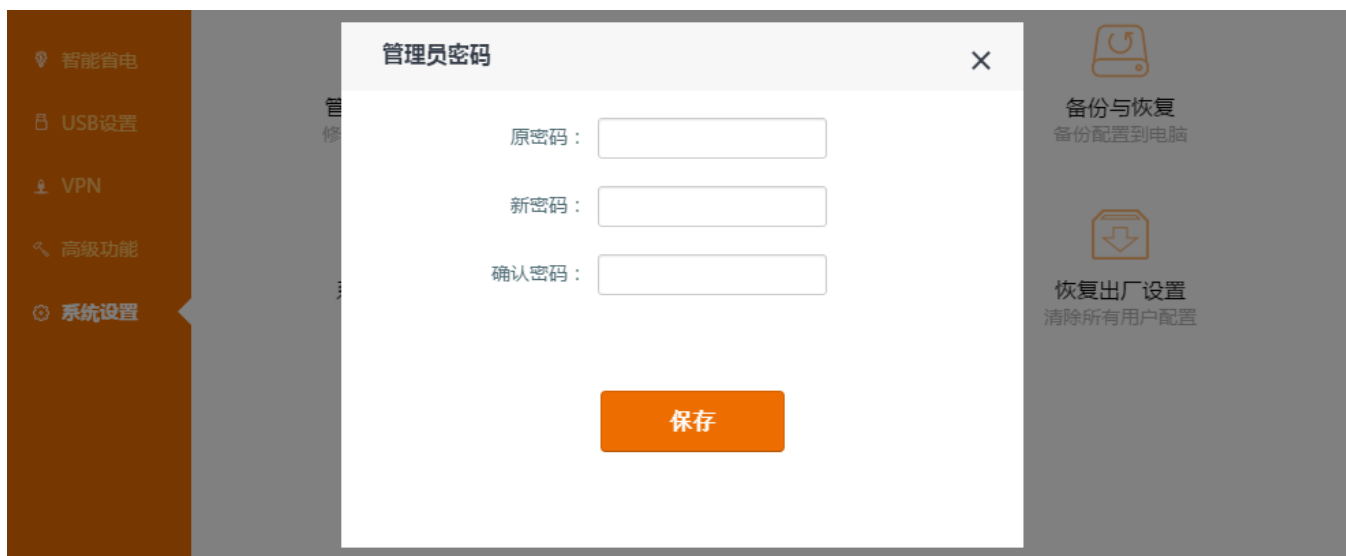 智能省电
USB设置
VPN
高级功能
系统设置
管理员密码
原密码：
新密码：
确认密码：
保存
管
修
备份与恢复
备份配置到电脑
恢复出厂设置
清除所有用户配置